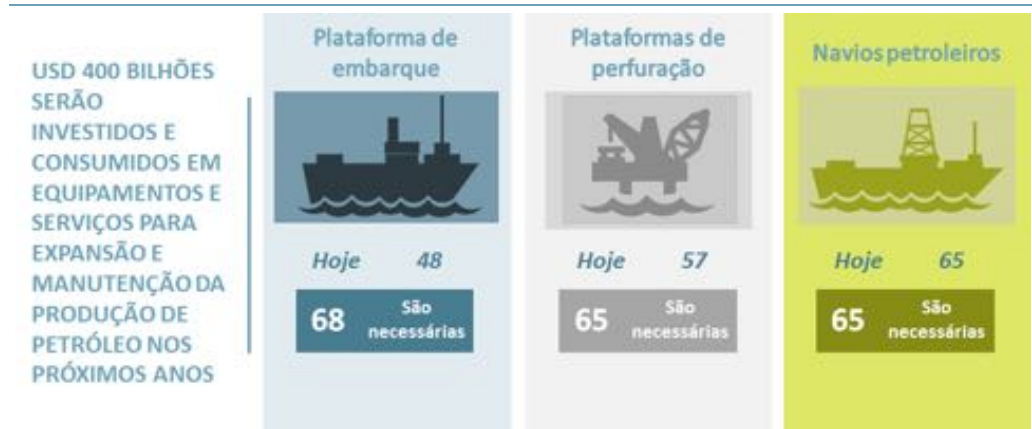 USD 400 BILHÕES
SERÃO
INVESTIDOS E
CONSUMIDOS EM
EQUIPAMENTOS E
SERVIÇOS PARA
EXPANSÃO E
MANUTENÇÃO DA
PRODUÇÃO DE
PETRÓLEO NOS
PRÓXIMOS ANOS
Plataforma de
embarque
Hoje 48
68 São
necessárias
Plataformas de
perfuração
Hoje 57
65 São
necessárias
Navios petroleiros
Hoje 65
65 São
necessárias